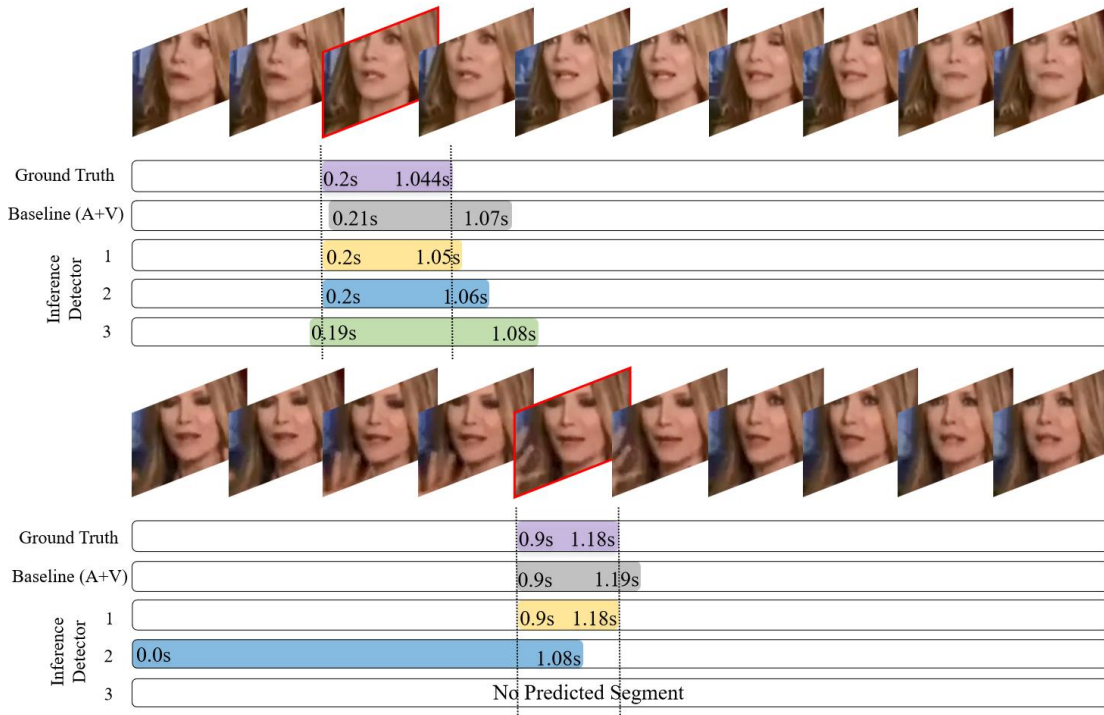 Ground Truth 0.2s 1.044s
Baseline (A+V) 0.21s 1.07s
Inference Detector
1 0.2s 1.05s
2 0.2s 1.06s
3 0.19s 1.08s
Ground Truth 0.9s 1.18s
Baseline (A+V) 0.9s 1.19s
Inference Detector
1 0.9s 1.18s
2 0.0s 1.08s
3 No Predicted Segment